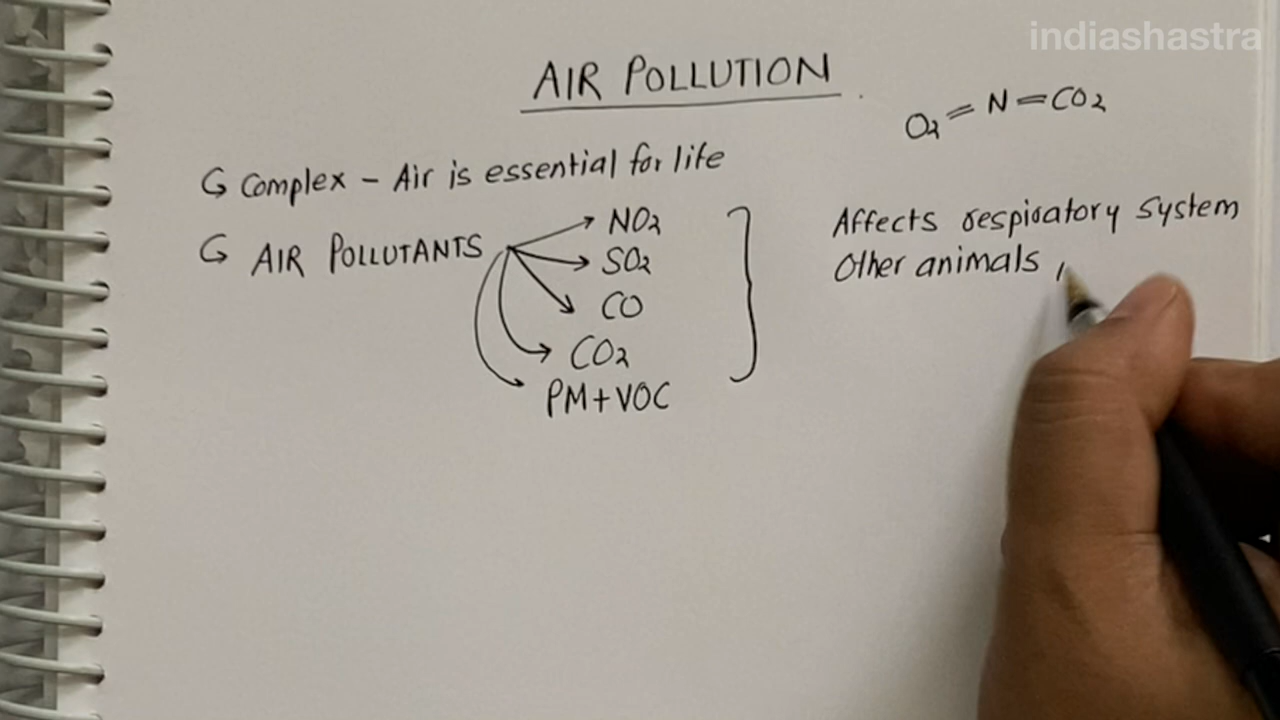 indiashastra
AIR POLLUTION
O2 = N = CO2
Complex - Air is essential for life
AIR POLLUTANTS
NO2
SO2
CO
CO2
PM+VOC
Affects respiratory system
Other animals